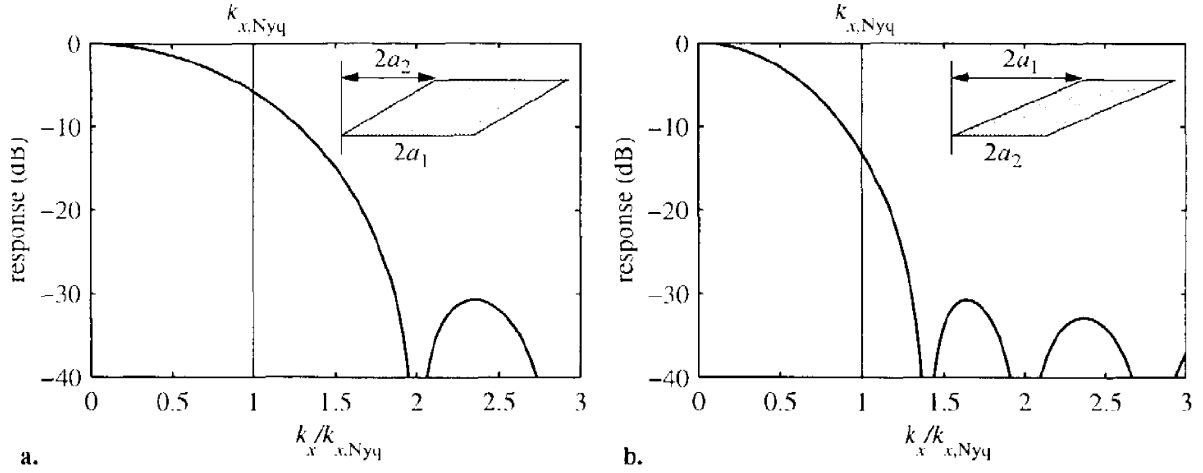 k_x,Nyq
0
−10
−20
−30
−40
response (dB)
2a_2
2a_1
0 0.5 1 1.5 2 2.5 3
k_x/k_x,Nyq
a.
k_x,Nyq
0
−10
−20
−30
−40
response (dB)
2a_1
2a_2
0 0.5 1 1.5 2 2.5 3
k_x/k_x,Nyq
b.